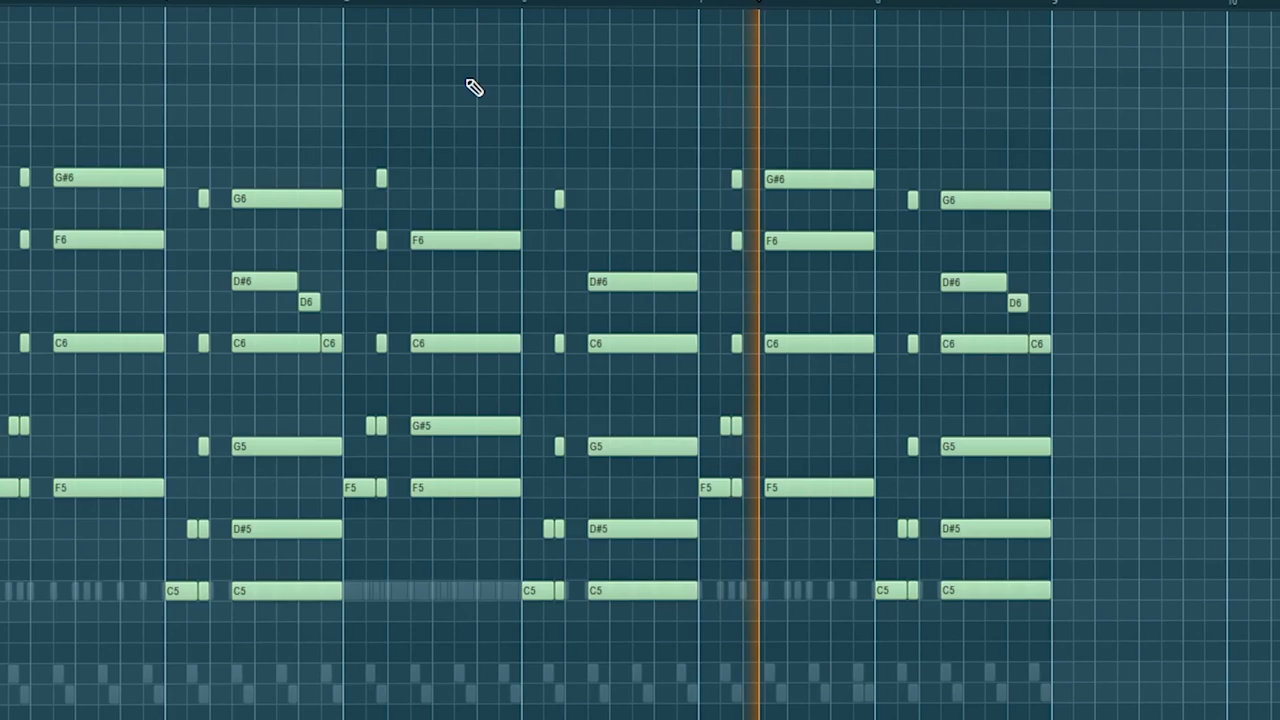 9
10
G#6 G#6
G6 G6
F6 F6 F6
D#6 D#6 D#6
D6 D6
C6 C6 C6 C6 C6 C6 C6 C6
G#5
G5 G5 G5
F5 F5 F5 F5 F5
D#5 D#5 D#5
C5 C5 C5 C5 C5 C5